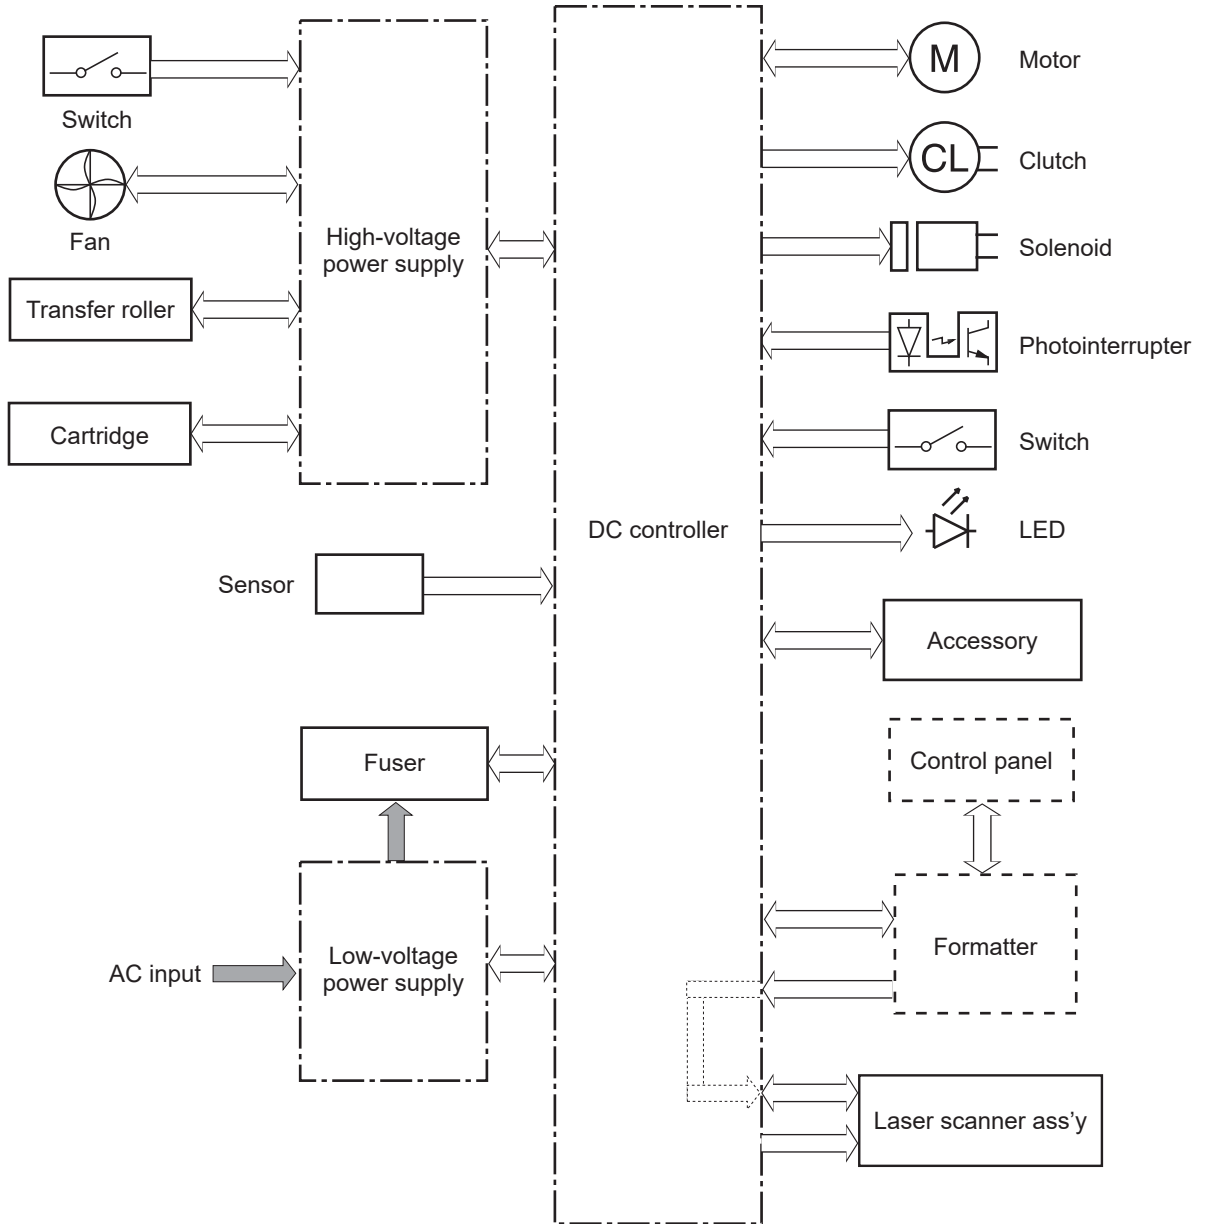 Switch
Fan
Transfer roller
Cartridge
High-voltage
power supply
Sensor
Fuser
AC input
Low-voltage
power supply
DC controller
M
Motor
CL
Clutch
Solenoid
Photointerrupter
Switch
LED
Accessory
Control panel
Formatter
Laser scanner ass’y